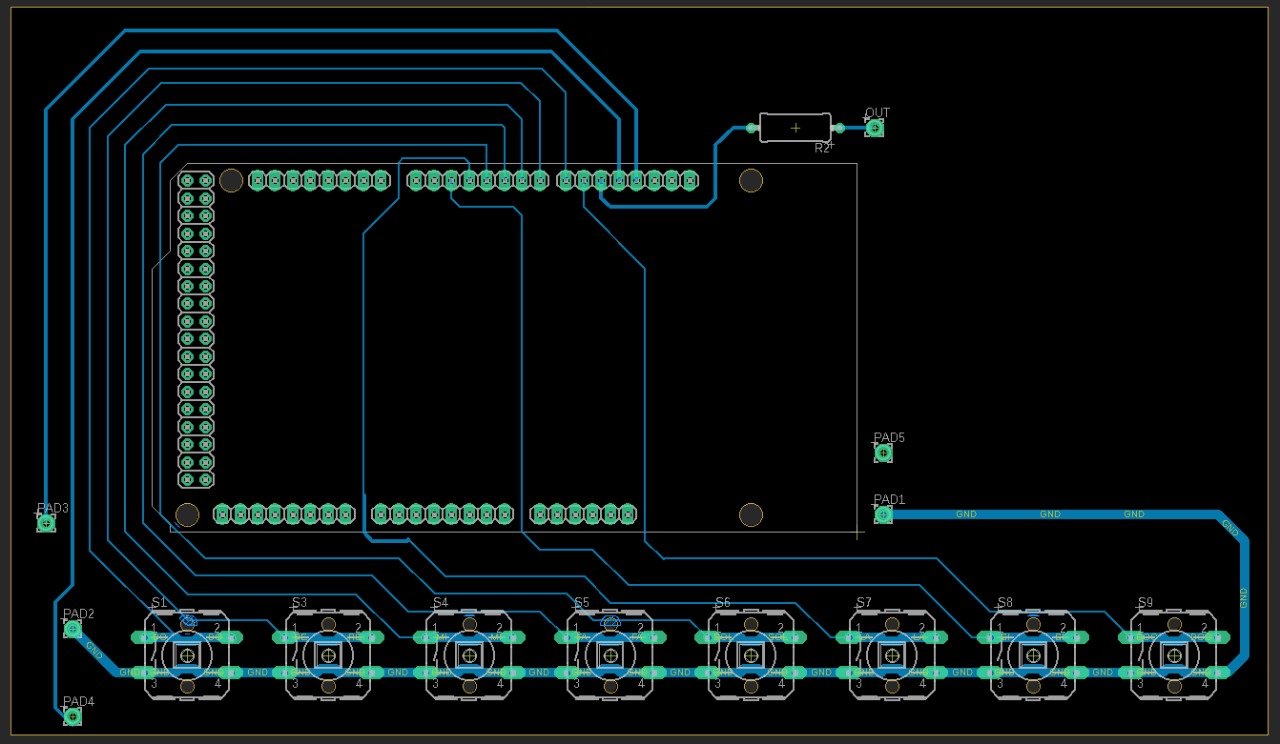 OUT
R2
PAD5
PAD1
GND GND GND
GND
PAD3
GND
S1 S3 S4 S5 S6 S7 S8 S9
PAD2
1 2 1 2 1 2 1 2 1 2 1 2 1 2 1 2
GND
GND GND GND GND GND GND GND GND
3 4 3 4 3 4 3 4 3 4 3 4 3 4 3 4
PAD4